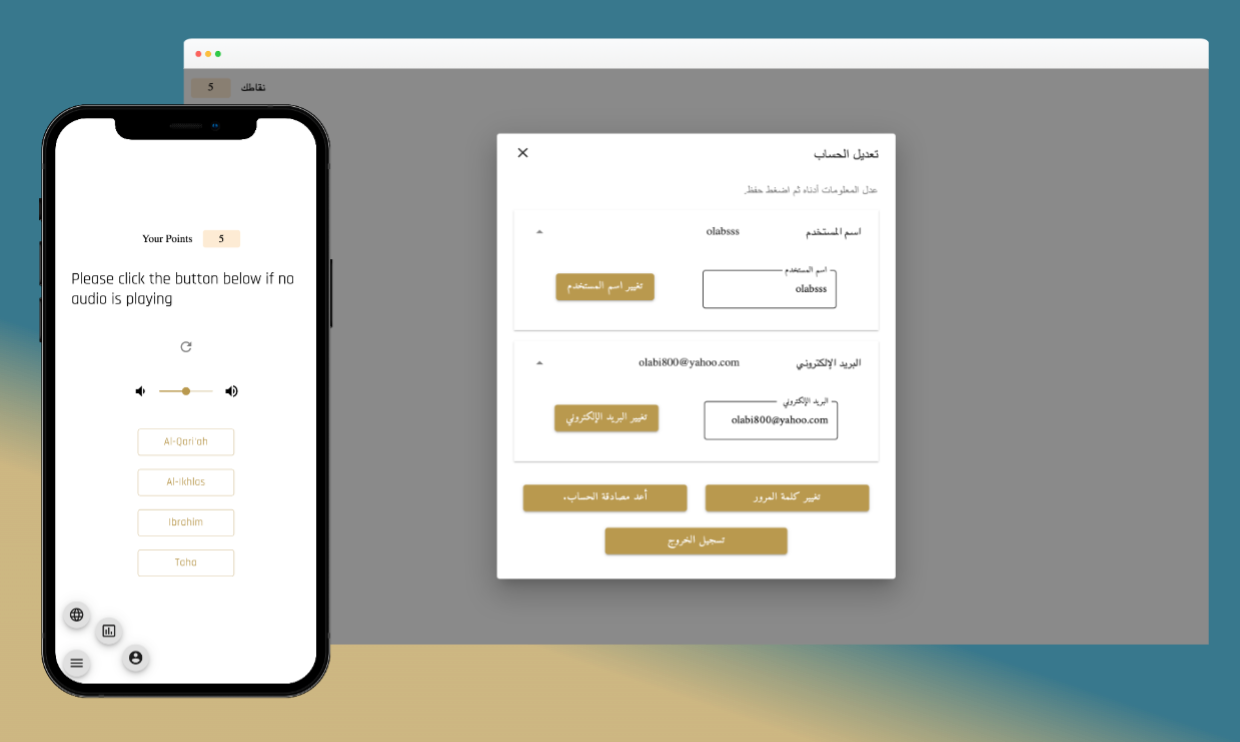 نقاطك 5
Your Points 5
Please click the button below if no
audio is playing
Al-Qari'ah
Al-Ikhlas
Ibrahim
Taha
تعديل الحساب
عدل المعلومات أدناه ثم اضغط حفظ.
اسم المستخدم olabsss
اسم المستخدم
olabsss
تغيير اسم المستخدم
البريد الإلكتروني olabi800@yahoo.com
البريد الإلكتروني
olabi800@yahoo.com
تغيير البريد الإلكتروني
تغيير كلمة المرور
أعد مصادقة الحساب.
تسجيل الخروج